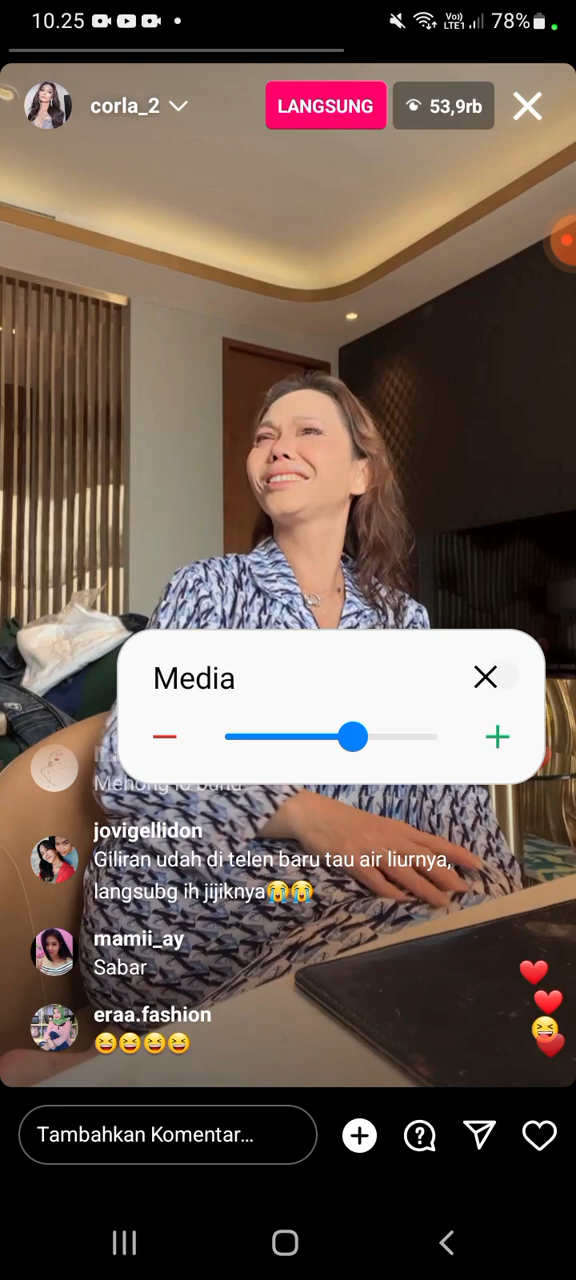 10.25
Vo))
LTE1
78%
corla_2
LANGSUNG
53,9rb
Media
Mehong lo buna
jovigellidon
Giliran udah di telen baru tau air liurnya,
langsubg ih jijiknya😭😭
mamii_ay
Sabar
eraa.fashion
😆😆😆😆
Tambahkan Komentar...